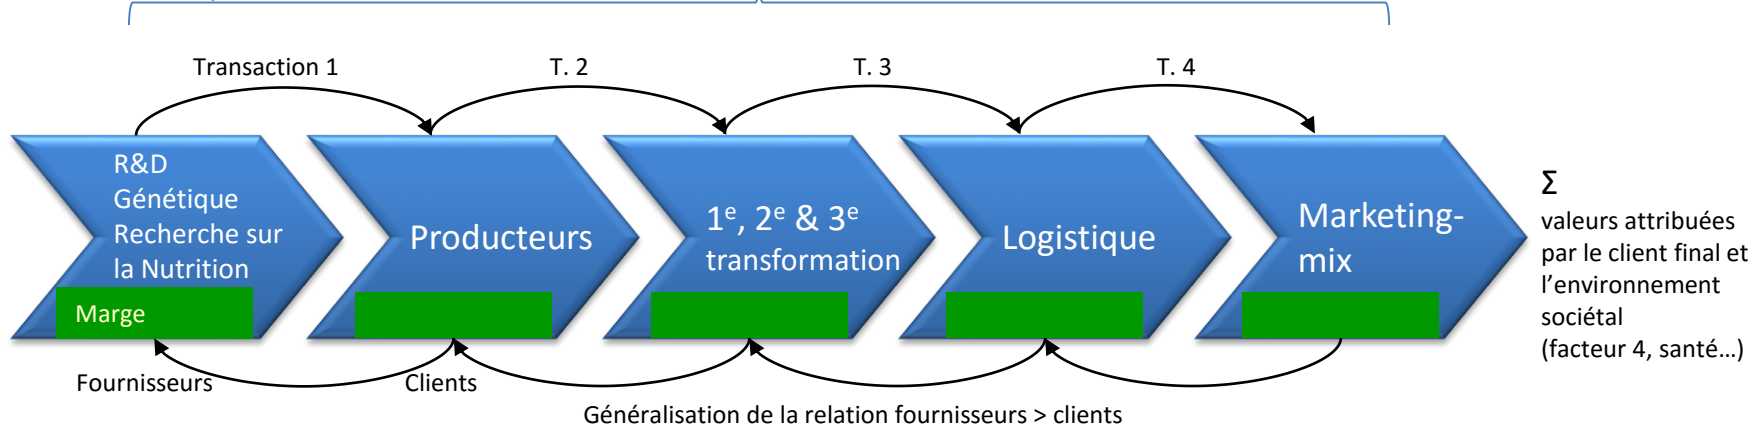 Transaction 1
T. 2
T. 3
T. 4
R&D
Génétique
Recherche sur
la Nutrition
Marge
Producteurs
1ᵉ, 2ᵉ & 3ᵉ
transformation
Logistique
Marketing-
mix
Σ
valeurs attribuées
par le client final et
l’environnement
sociétal
(facteur 4, santé…)
Fournisseurs
Clients
Généralisation de la relation fournisseurs > clients